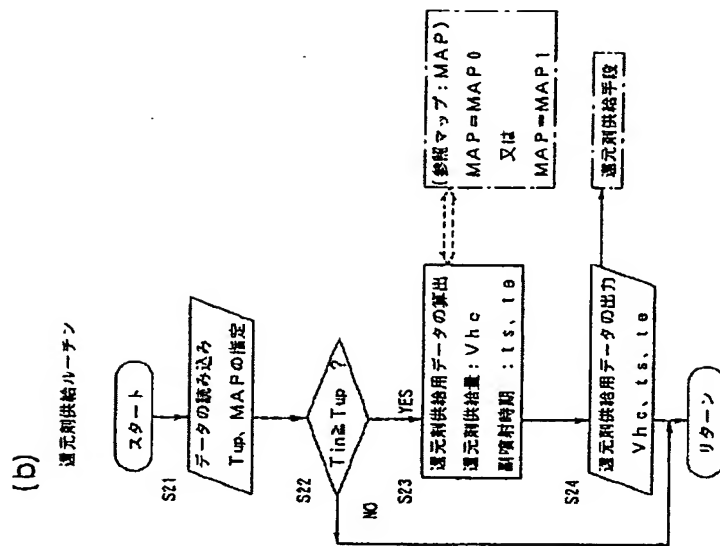 (b)
還元剤供給ルーチン
スタート
S21
データの読み込み
Tup、MAPの指定
S22
Tin≧Tup ?
NO
YES
S23
還元剤供給用データの算出
還元剤供給量:Vhc
副噴射時期 :ts、te
(参照マップ:MAP)
MAP=MAP0
又は
MAP=MAP1
S24
還元剤供給用データの出力
Vhc、ts、te
還元剤供給手段
リターン